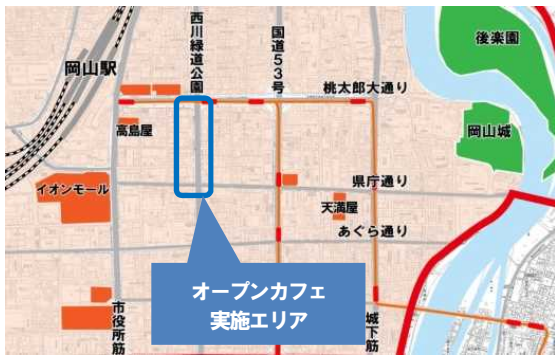 西川緑道公園
国道53号
後楽園
岡山駅
桃太郎大通り
高島屋
岡山城
イオンモール
県庁通り
天満屋
あくら通り
オープンカフェ
実施エリア
市役所筋
城下筋